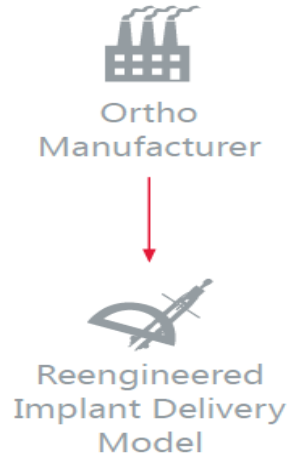 Ortho
Manufacturer
Reengineered
Implant Delivery
Model